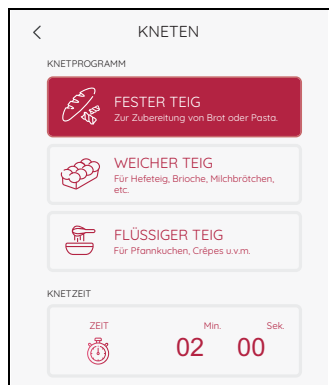 KNETEN
KNETPROGRAMM
FESTER TEIG
Zur Zubereitung von Brot oder Pasta.
WEICHER TEIG
Für Hefeteig, Brioche, Milchbrötchen,
etc.
FLÜSSIGER TEIG
Für Pfannkuchen, Crêpes u.v.m.
KNETZEIT
ZEIT Min. Sek.
02 00